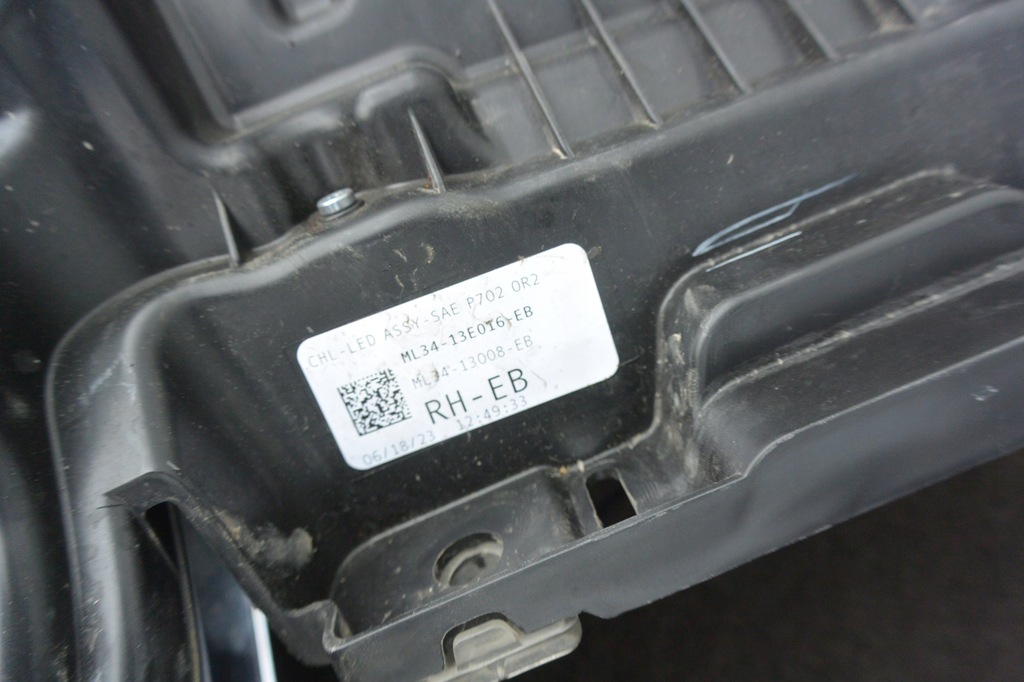 CHL-LED ASSY-SAE P702 0R2
ML34-13E016-EB
ML34-13008-EB
RH-EB
06/18/23 12:49:33